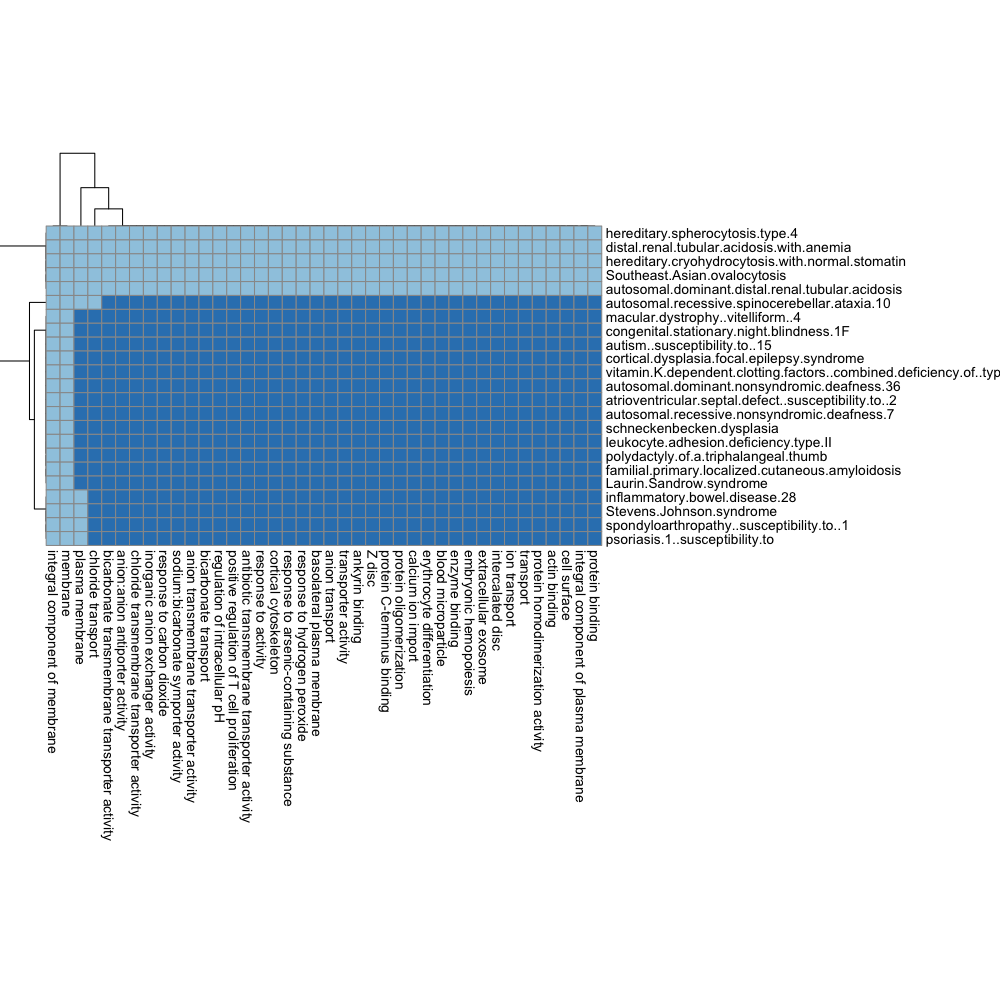 hereditary.spherocytosis.type.4
distal.renal.tubular.acidosis.with.anemia
hereditary.cryohydrocytosis.with.normal.stomatin
Southeast.Asian.ovalocytosis
autosomal.dominant.distal.renal.tubular.acidosis
autosomal.recessive.spinocerebellar.ataxia.10
macular.dystrophy..vitelliform..4
congenital.stationary.night.blindness.1F
autism..susceptibility.to..15
cortical.dysplasia.focal.epilepsy.syndrome
vitamin.K.dependent.clotting.factors..combined.deficiency.of..typ
autosomal.dominant.nonsyndromic.deafness.36
atrioventricular.septal.defect..susceptibility.to..2
autosomal.recessive.nonsyndromic.deafness.7
schneckenbecken.dysplasia
leukocyte.adhesion.deficiency.type.II
polydactyly.of.a.triphalangeal.thumb
familial.primary.localized.cutaneous.amyloidosis
Laurin.Sandrow.syndrome
inflammatory.bowel.disease.28
Stevens.Johnson.syndrome
spondyloarthropathy..susceptibility.to..1
psoriasis.1..susceptibility.to
integral component of membrane
membrane
plasma membrane
chloride transport
bicarbonate transmembrane transporter activity
anion:anion antiporter activity
chloride transmembrane transporter activity
inorganic anion exchanger activity
response to carbon dioxide
sodium:bicarbonate symporter activity
anion transmembrane transporter activity
bicarbonate transport
regulation of intracellular pH
positive regulation of T cell proliferation
antibiotic transmembrane transporter activity
response to activity
cortical cytoskeleton
response to arsenic-containing substance
response to hydrogen peroxide
basolateral plasma membrane
anion transport
transporter activity
ankyrin binding
Z disc
protein C-terminus binding
protein oligomerization
calcium ion import
erythrocyte differentiation
blood microparticle
enzyme binding
embryonic hemopoiesis
extracellular exosome
intercalated disc
ion transport
transport
protein homodimerization activity
actin binding
cell surface
integral component of plasma membrane
protein binding